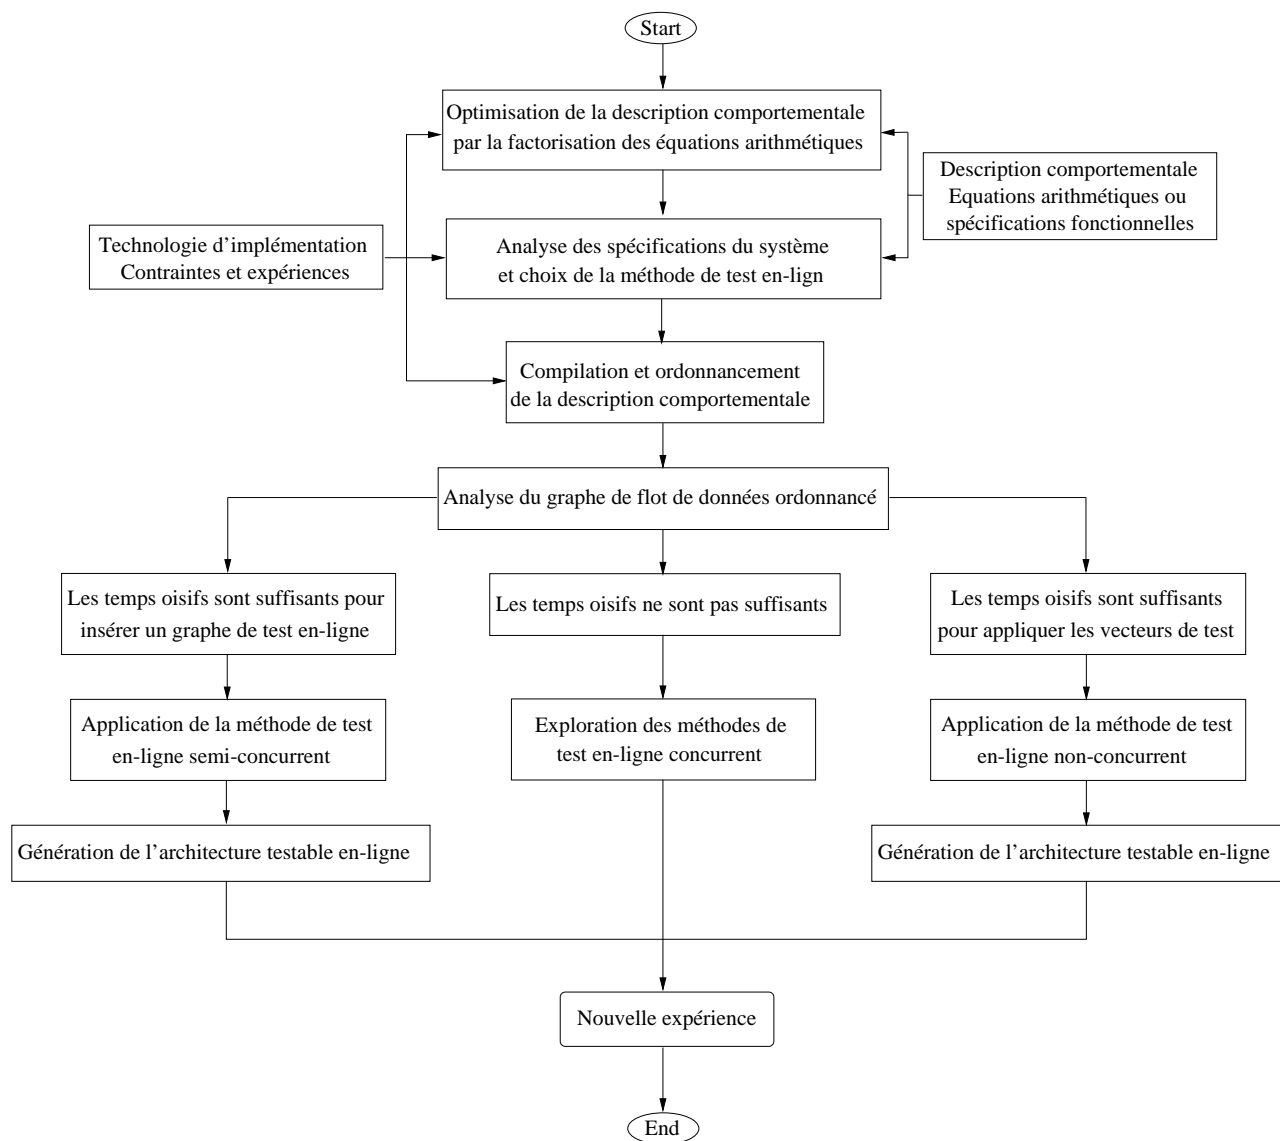 Start
Optimisation de la description comportementale
par la factorisation des équations arithmétiques
Description comportementale
Equations arithmétiques ou
spécifications fonctionnelles
Technologie d'implémentation
Contraintes et expériences
Analyse des spécifications du système
et choix de la méthode de test en-lign
Compilation et ordonnancement
de la description comportementale
Analyse du graphe de flot de données ordonnancé
Les temps oisifs sont suffisants pour
insérer un graphe de test en-ligne
Les temps oisifs ne sont pas suffisants
Les temps oisifs sont suffisants
pour appliquer les vecteurs de test
Application de la méthode de test
en-ligne semi-concurrent
Exploration des méthodes de
test en-ligne concurrent
Application de la méthode de test
en-ligne non-concurrent
Génération de l'architecture testable en-ligne
Génération de l'architecture testable en-ligne
Nouvelle expérience
End